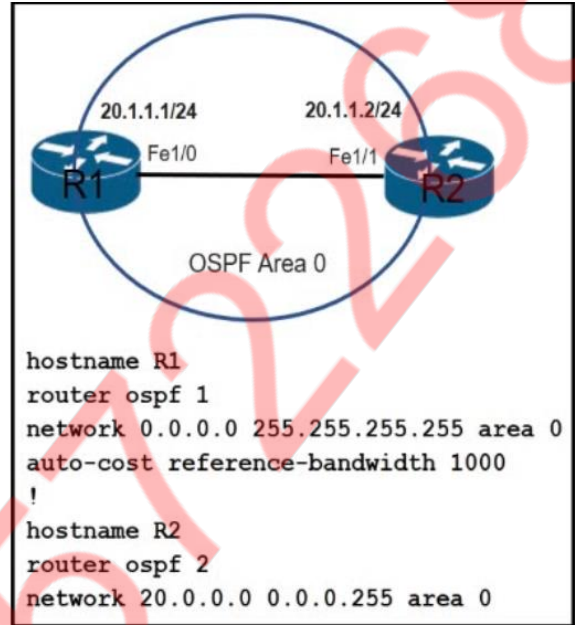 20.1.1.1/24 20.1.1.2/24
Fe1/0 Fe1/1
R1 R2
OSPF Area 0
hostname R1
router ospf 1
network 0.0.0.0 255.255.255.255 area 0
auto-cost reference-bandwidth 1000
!
hostname R2
router ospf 2
network 20.0.0.0 0.0.0.255 area 0